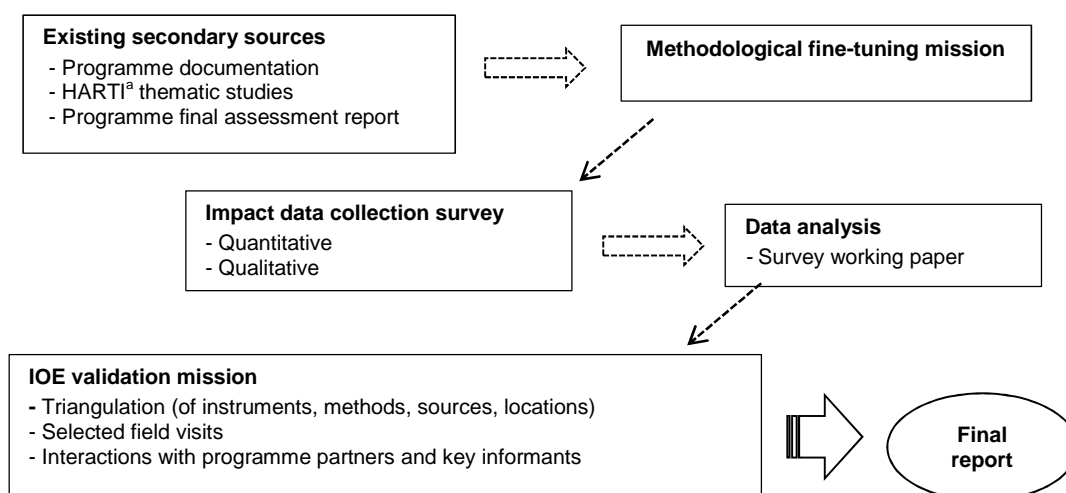 Existing secondary sources
- Programme documentation
- HARTIª thematic studies
- Programme final assessment report
Methodological fine-tuning mission
Impact data collection survey
- Quantitative
- Qualitative
Data analysis
- Survey working paper
IOE validation mission
- Triangulation (of instruments, methods, sources, locations)
- Selected field visits
- Interactions with programme partners and key informants
Final
report